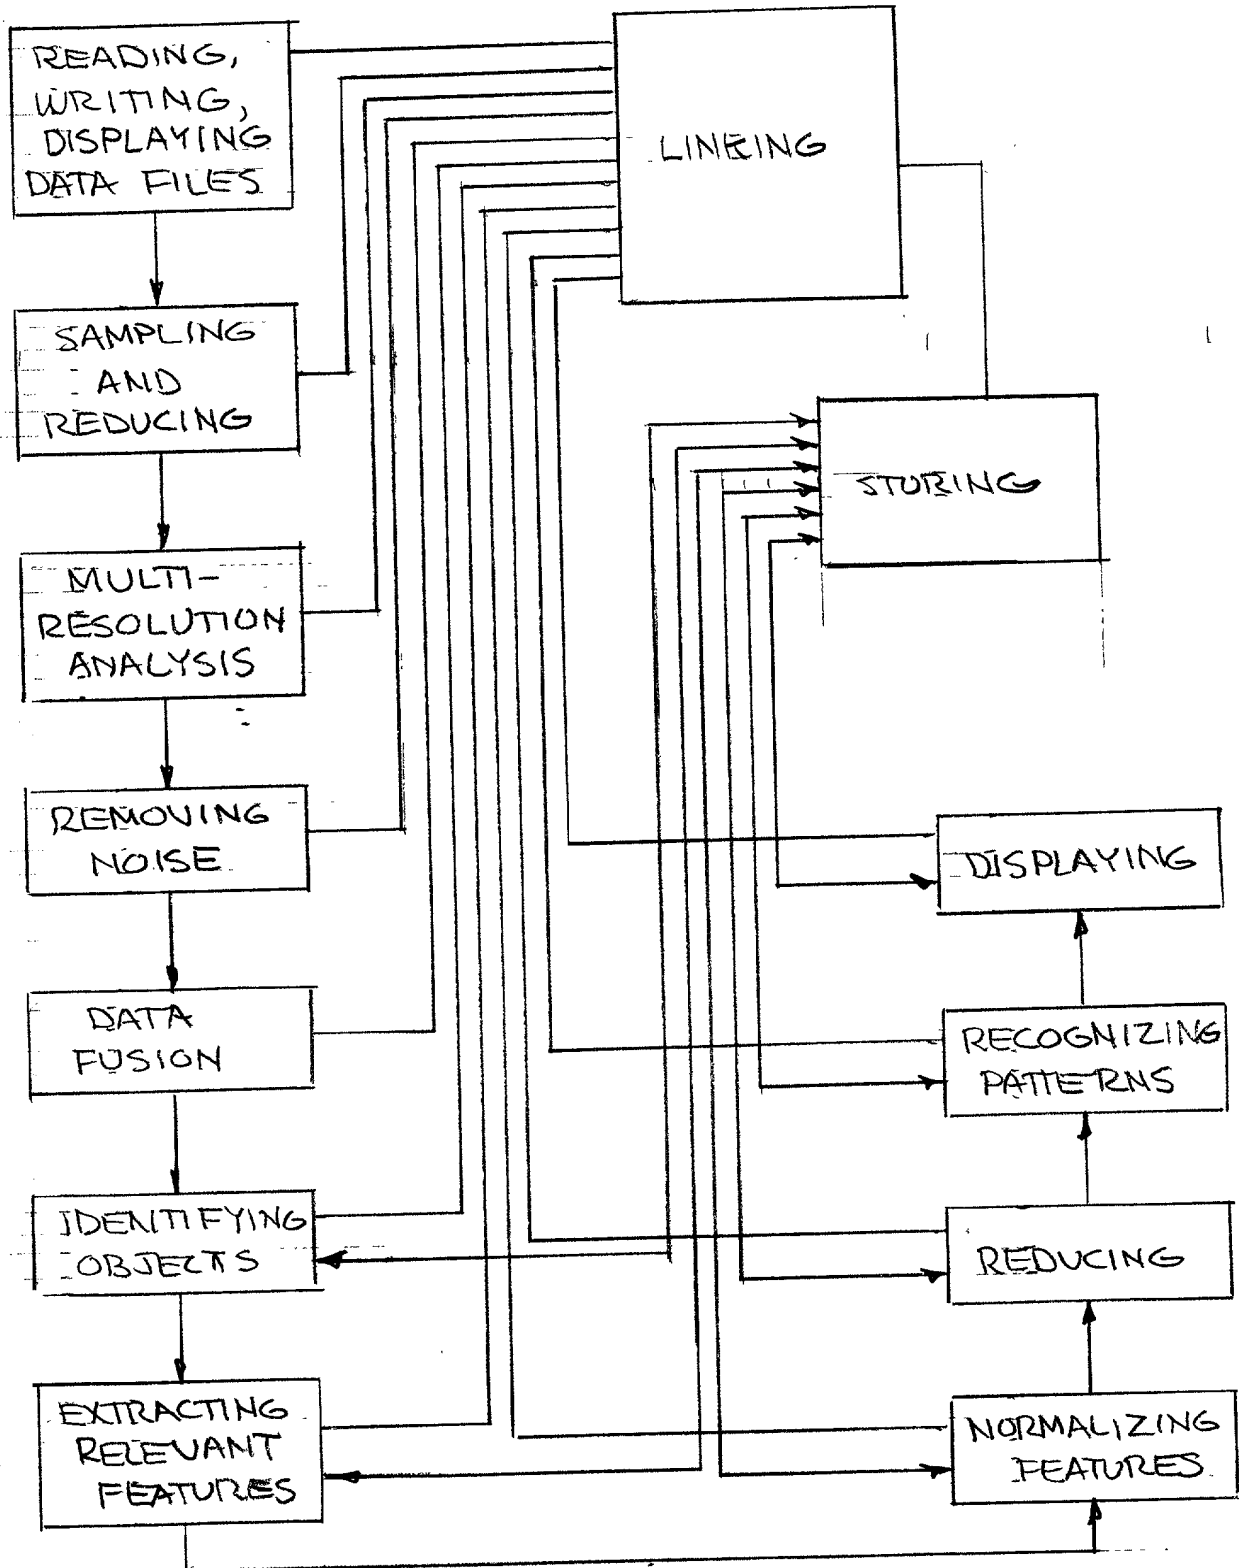 READING,
WRITING,
DISPLAYING
DATA FILES
LINKING
SAMPLING
AND
REDUCING
STORING
MULTI-
RESOLUTION
ANALYSIS
REMOVING
NOISE
DISPLAYING
DATA
FUSION
RECOGNIZING
PATTERNS
IDENTIFYING
OBJECTS
REDUCING
EXTRACTING
RELEVANT
FEATURES
NORMALIZING
FEATURES